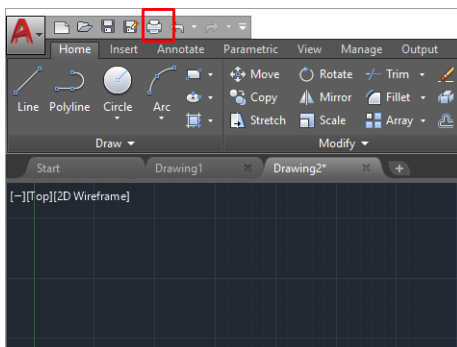 A
Home Insert Annotate Parametric View Manage Output
Line Polyline Circle Arc
Move Rotate Trim
Copy Mirror Fillet
Stretch Scale Array
Draw Modify
Start Drawing1 Drawing2*
[−][Top][2D Wireframe]